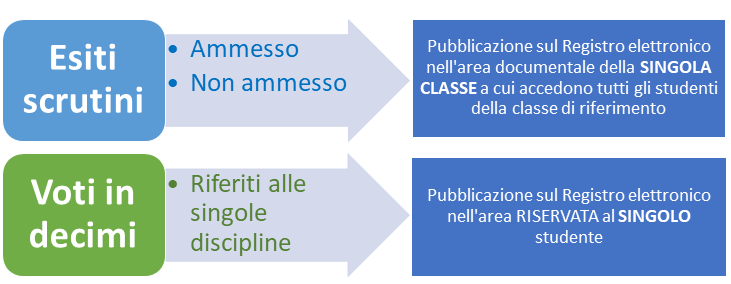 Esiti
scrutini
• Ammesso
• Non ammesso
Pubblicazione sul Registro elettronico
nell'area documentale della SINGOLA
CLASSE a cui accedono tutti gli studenti
della classe di riferimento
Voti in
decimi
• Riferiti alle
singole
discipline
Pubblicazione sul Registro elettronico
nell'area RISERVATA al SINGOLO
studente